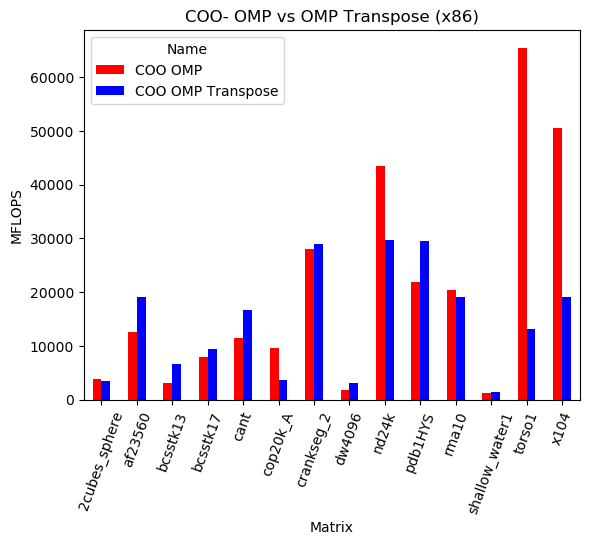 COO- OMP vs OMP Transpose (x86)
Name
COO OMP
COO OMP Transpose
MFLOPS
60000
50000
40000
30000
20000
10000
0
2cubes_sphere
af23560
bcsstk13
bcsstk17
cant
cop20k_A
crankseg_2
dw4096
nd24k
pdb1HYS
rma10
shallow_water1
torso1
x104
Matrix